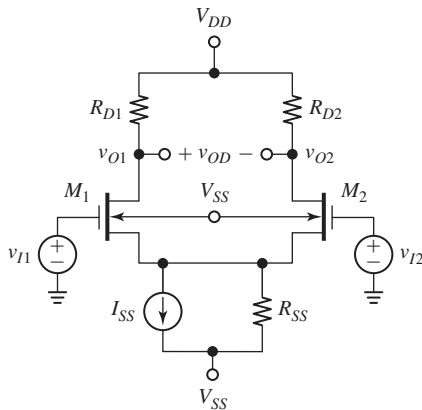 V_DD
R_D1 R_D2
v_O1 + v_OD − v_O2
M_1 V_SS M_2
v_I1 + − + − v_I2
I_SS R_SS
V_SS